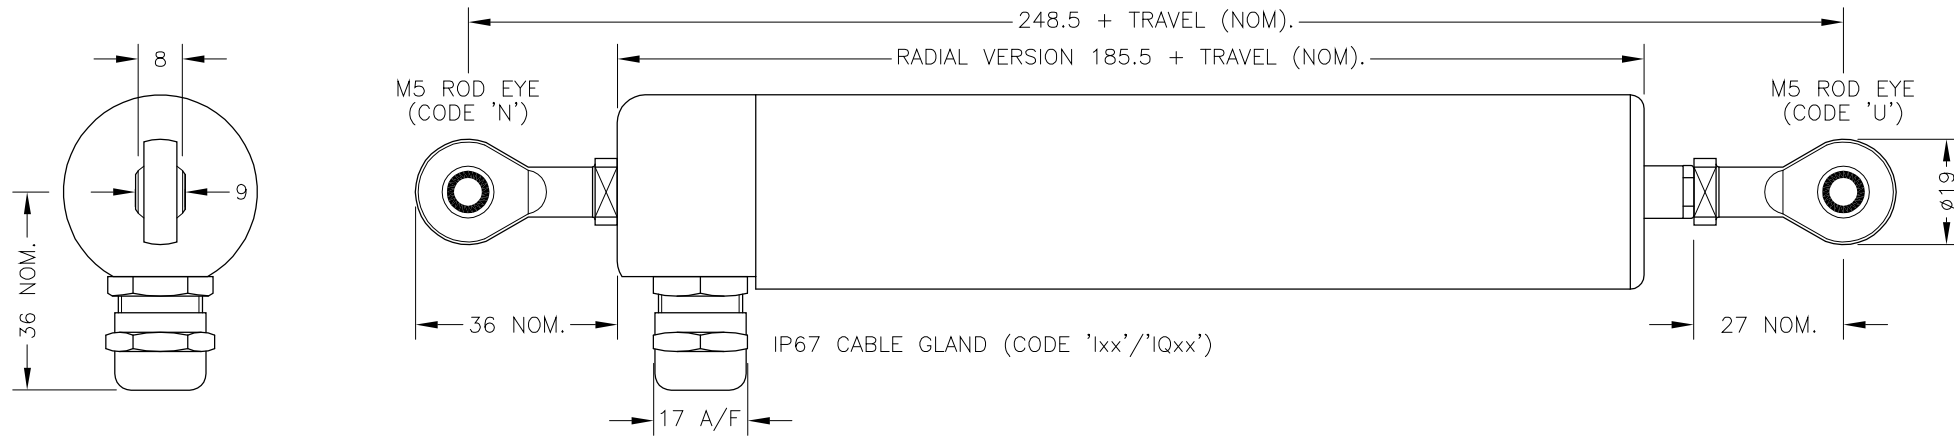 248.5 + TRAVEL (NOM).
RADIAL VERSION 185.5 + TRAVEL (NOM).
8
M5 ROD EYE
(CODE 'N')
M5 ROD EYE
(CODE 'U')
9
ø19
36 NOM.
36 NOM.
27 NOM.
IP67 CABLE GLAND (CODE 'Ixx'/'IQxx')
17 A/F